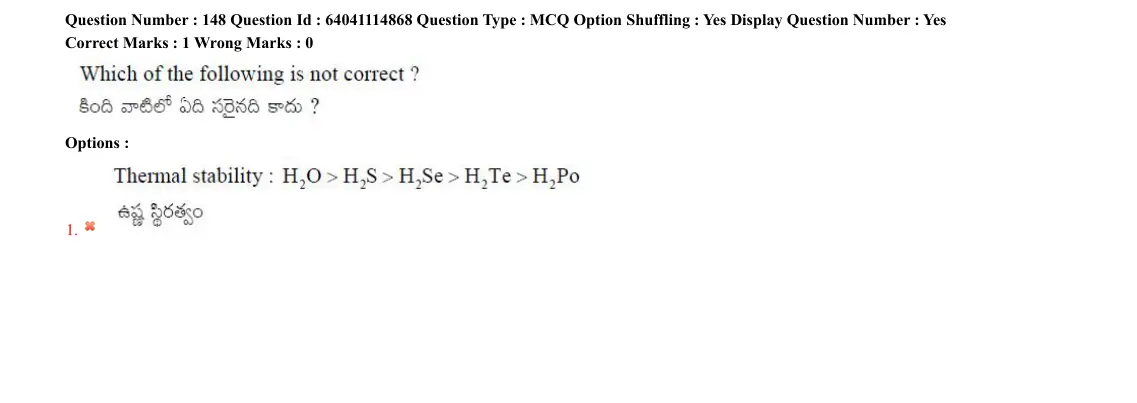 Question Number : 148 Question Id : 64041114868 Question Type : MCQ Option Shuffling : Yes Display Question Number : Yes
Correct Marks : 1 Wrong Marks : 0
Which of the following is not correct ?
కింది వాటిలో ఏది సరైనది కాదు ?
Options :
Thermal stability : H₂O > H₂S > H₂Se > H₂Te > H₂Po
ఉష్ణ స్థిరత్వం
1.